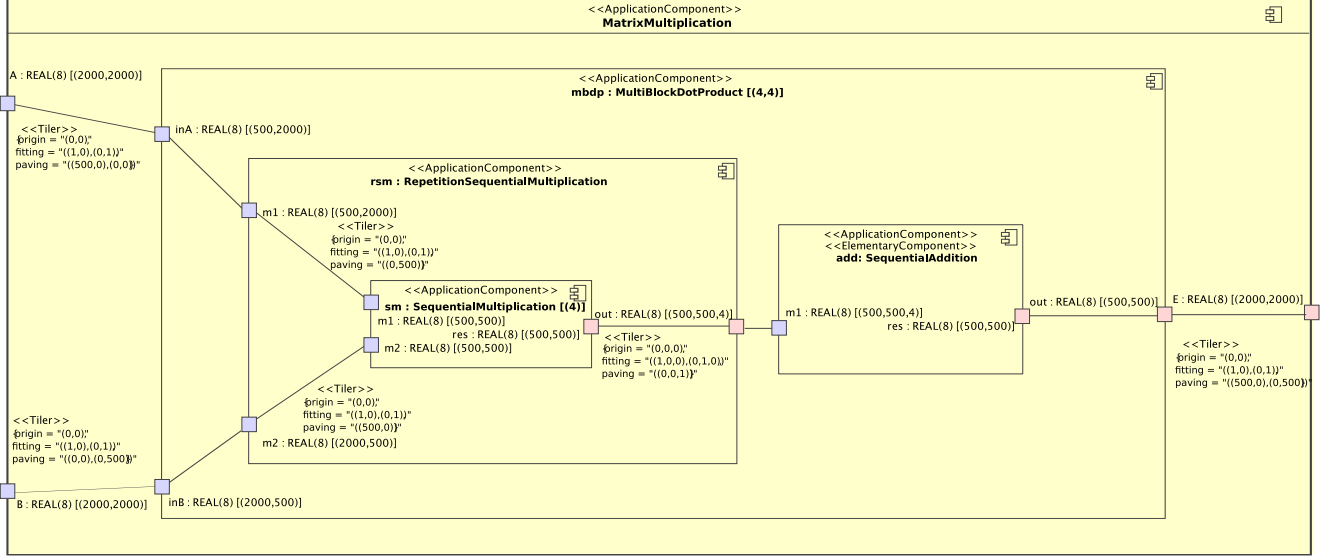 <<ApplicationComponent>>
MatrixMultiplication
A : REAL(8) [(2000,2000)]
<<Tiler>>
{origin = "(0,0)",
fitting = "((1,0),(0,1))"
paving = "((500,0),(0,0))}"
<<ApplicationComponent>>
mbdp : MultiBlockDotProduct [(4,4)]
inA : REAL(8) [(500,2000)]
<<ApplicationComponent>>
rsm : RepetitionSequentialMultiplication
m1 : REAL(8) [(500,2000)]
<<Tiler>>
{origin = "(0,0)",
fitting = "((1,0),(0,1)),"
paving = "((0,500)}"
<<ApplicationComponent>>
sm : SequentialMultiplication [(4)]
m1 : REAL(8) [(500,500)]
res : REAL(8) [(500,500)]
m2 : REAL(8) [(500,500)]
out : REAL(8) [(500,500,4)]
<<Tiler>>
{origin = "(0,0,0)",
fitting = "((1,0,0),(0,1,0)),"
paving = "((0,0,1)}"
<<Tiler>>
{origin = "(0,0)",
fitting = "((1,0),(0,1)),"
paving = "((500,0)}"
m2 : REAL(8) [(2000,500)]
<<ApplicationComponent>>
<<ElementaryComponent>>
add: SequentialAddition
m1 : REAL(8) [(500,500,4)]
res : REAL(8) [(500,500)]
out : REAL(8) [(500,500)]
E : REAL(8) [(2000,2000)]
<<Tiler>>
{origin = "(0,0)",
fitting = "((1,0),(0,1)),"
paving = "((500,0),(0,500)}"
<<Tiler>>
{origin = "(0,0)",
fitting = "((1,0),(0,1)),"
paving = "((0,0),(0,500)}"
B : REAL(8) [(2000,2000)]
inB : REAL(8) [(2000,500)]